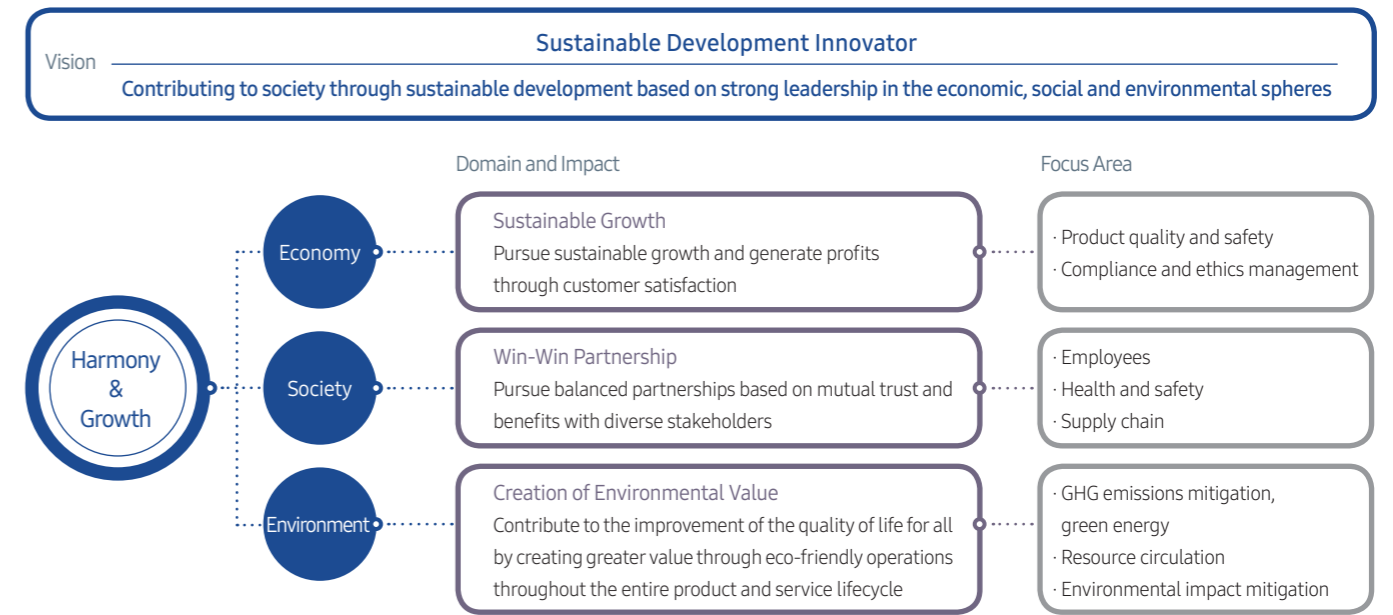 Vision
Sustainable Development Innovator
Contributing to society through sustainable development based on strong leadership in the economic, social and environmental spheres
Domain and Impact
Focus Area
Harmony
&
Growth
Economy
Sustainable Growth
Pursue sustainable growth and generate profits
through customer satisfaction
· Product quality and safety
· Compliance and ethics management
Society
Win-Win Partnership
Pursue balanced partnerships based on mutual trust and
benefits with diverse stakeholders
· Employees
· Health and safety
· Supply chain
Environment
Creation of Environmental Value
Contribute to the improvement of the quality of life for all
by creating greater value through eco-friendly operations
throughout the entire product and service lifecycle
· GHG emissions mitigation,
green energy
· Resource circulation
· Environmental impact mitigation